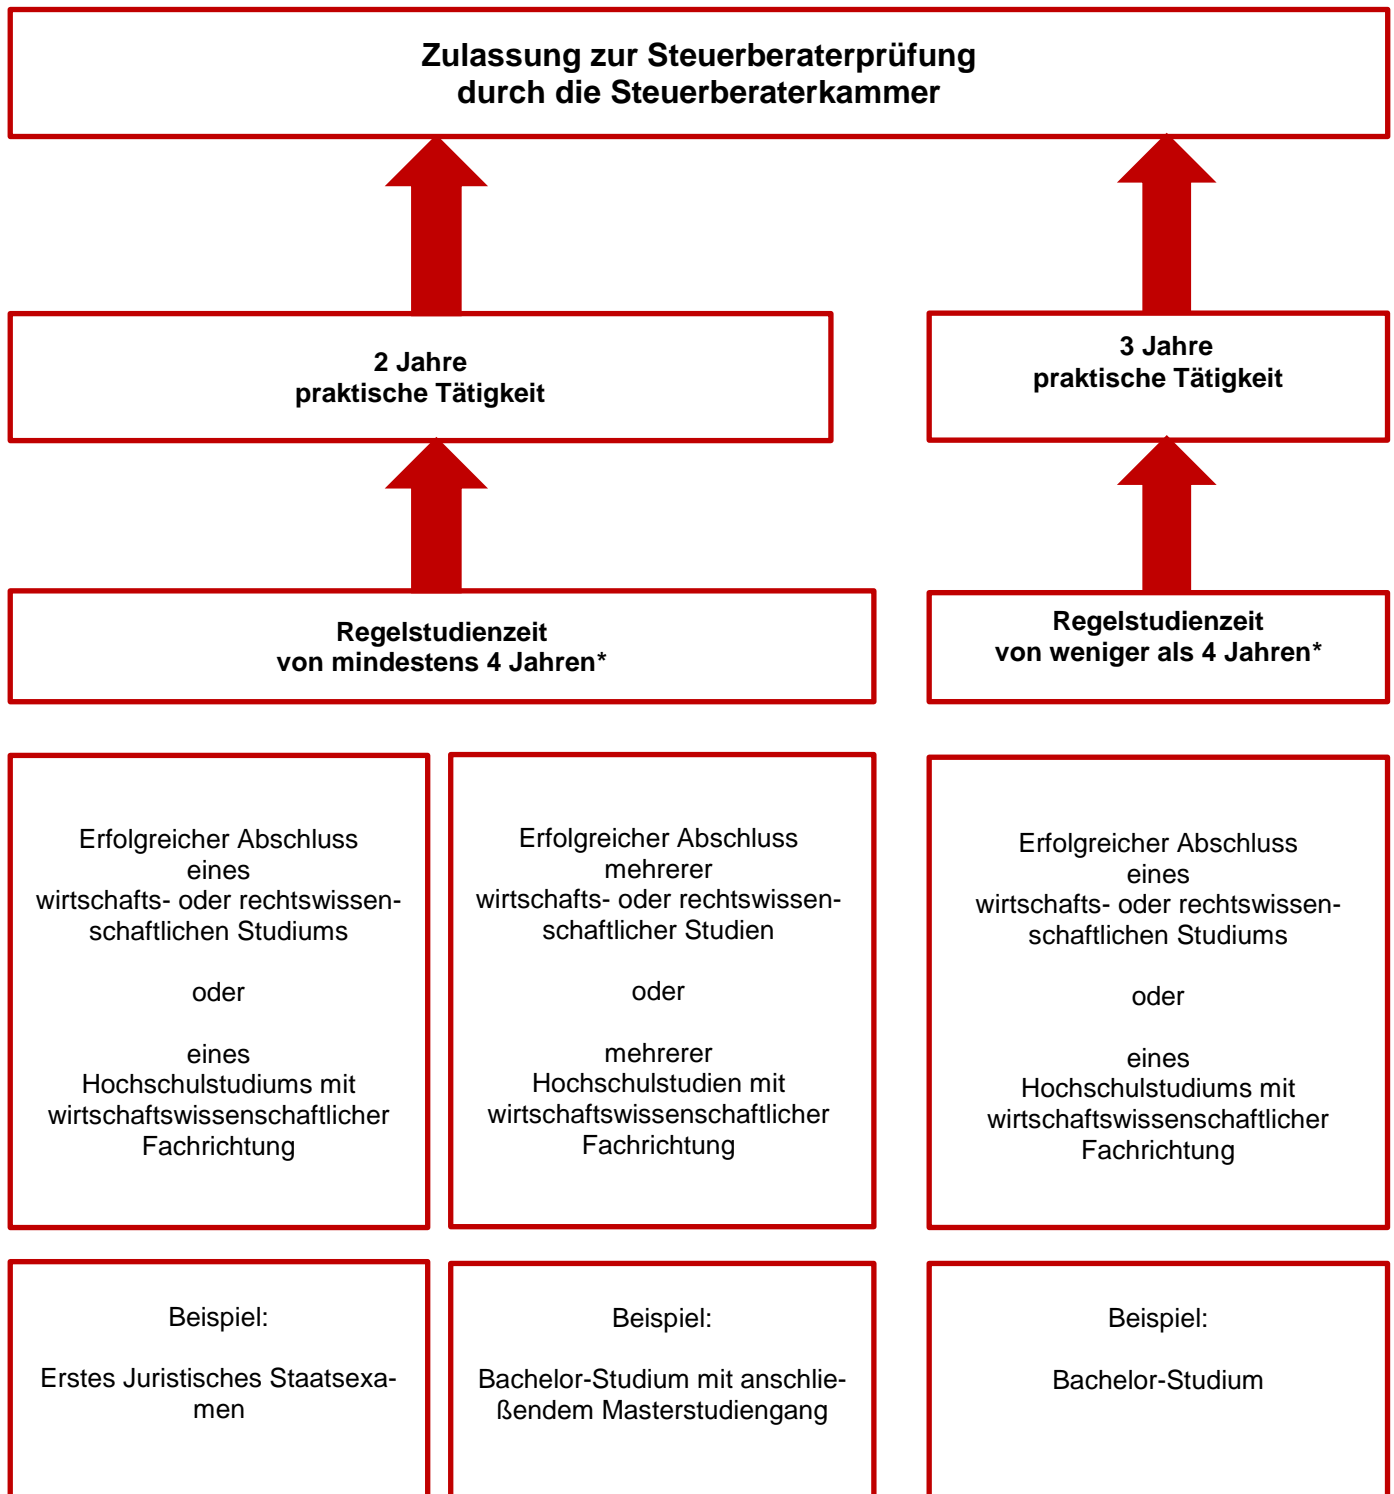 Zulassung zur Steuerberaterprüfung
durch die Steuerberaterkammer
2 Jahre
praktische Tätigkeit
3 Jahre
praktische Tätigkeit
Regelstudienzeit
von mindestens 4 Jahren*
Regelstudienzeit
von weniger als 4 Jahren*
Erfolgreicher Abschluss
eines
wirtschafts- oder rechtswissen-
schaftlichen Studiums
oder
eines
Hochschulstudiums mit
wirtschaftswissenschaftlicher
Fachrichtung
Erfolgreicher Abschluss
mehrerer
wirtschafts- oder rechtswissen-
schaftlicher Studien
oder
mehrerer
Hochschulstudien mit
wirtschaftswissenschaftlicher
Fachrichtung
Erfolgreicher Abschluss
eines
wirtschafts- oder rechtswissen-
schaftlichen Studiums
oder
eines
Hochschulstudiums mit
wirtschaftswissenschaftlicher
Fachrichtung
Beispiel:
Erstes Juristisches Staatsexa-
men
Beispiel:
Bachelor-Studium mit anschlie-
ßendem Masterstudiengang
Beispiel:
Bachelor-Studium